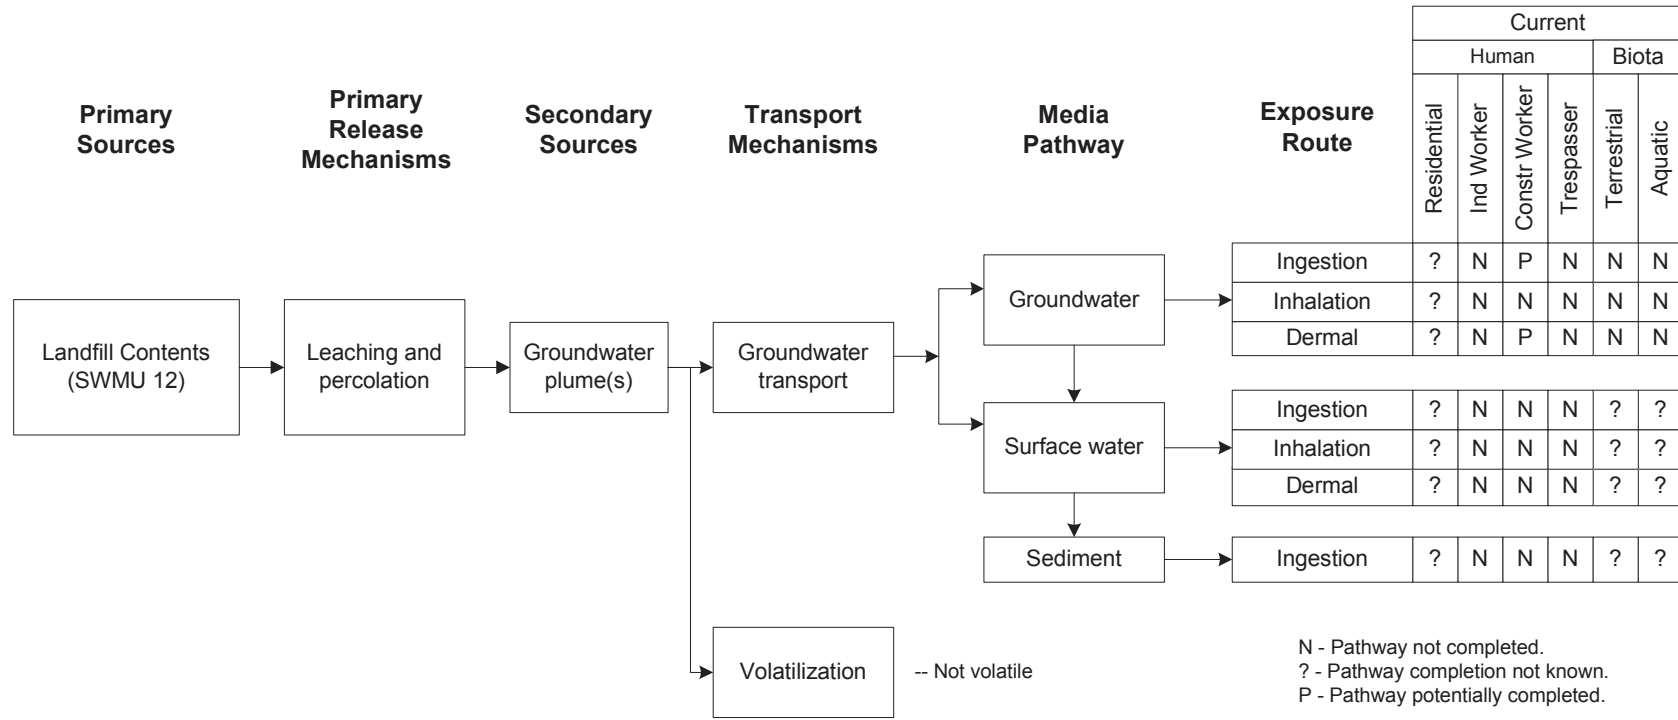 Current
Human Biota
Primary
Sources
Primary
Release
Mechanisms
Secondary
Sources
Transport
Mechanisms
Media
Pathway
Exposure
Route
Residential
Ind Worker
Constr Worker
Trespasser
Terrestrial
Aquatic
Landfill Contents
(SWMU 12)
Leaching and
percolation
Groundwater
plume(s)
Groundwater
transport
Groundwater
Ingestion ? N P N N N
Inhalation ? N N N N N
Dermal ? N P N N N
Surface water
Ingestion ? N N N ? ?
Inhalation ? N N N ? ?
Dermal ? N N N ? ?
Sediment
Ingestion ? N N N ? ?
Volatilization
-- Not volatile
N - Pathway not completed.
? - Pathway completion not known.
P - Pathway potentially completed.